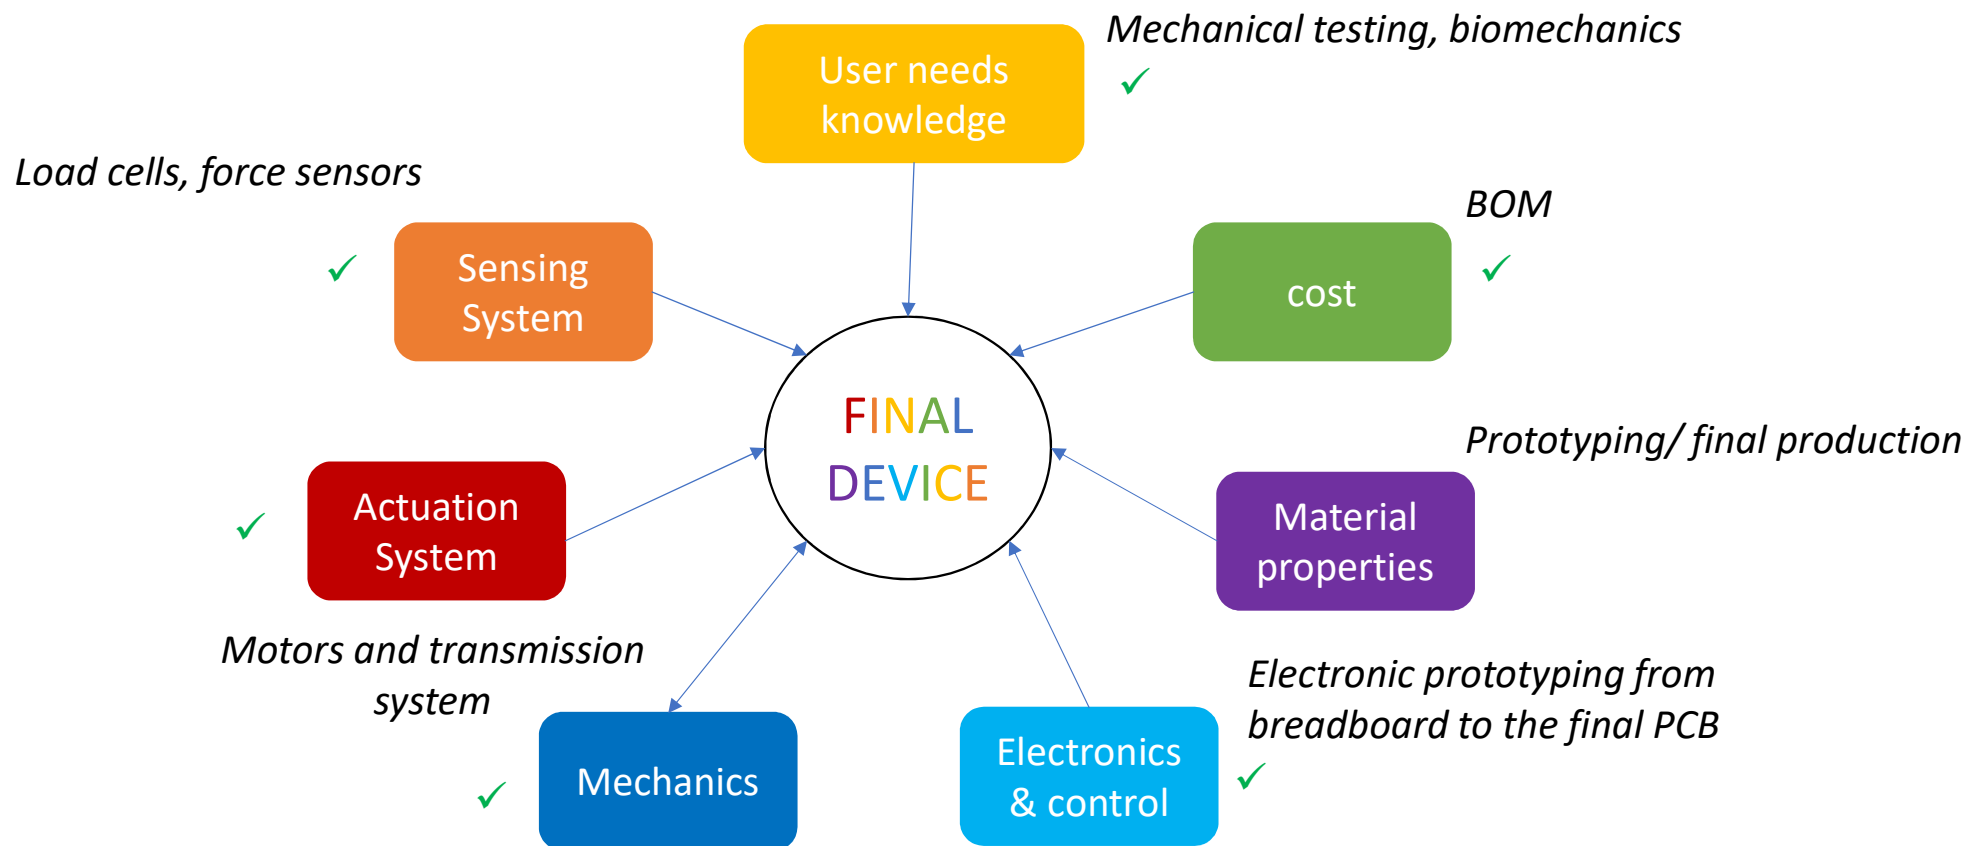 Mechanical testing, biomechanics
User needs
knowledge
✓
Load cells, force sensors
BOM
✓
Sensing
System
✓
cost
FINAL
DEVICE
Prototyping/ final production
✓
Actuation
System
Material
properties
Motors and transmission
system
Electronic prototyping from
breadboard to the final PCB
✓
Mechanics
Electronics
& control
✓